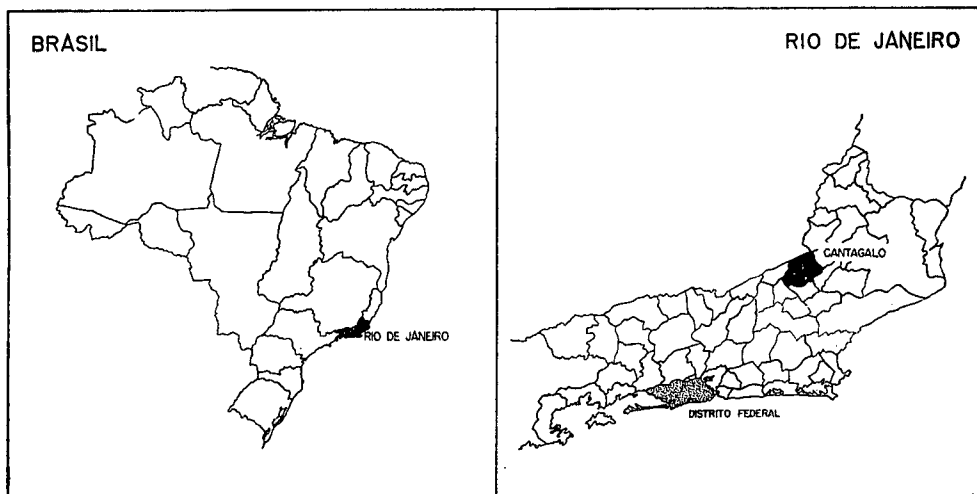 BRASIL
RIO DE JANEIRO
RIO DE JANEIRO
CANTAGALO
DISTRITO FEDERAL